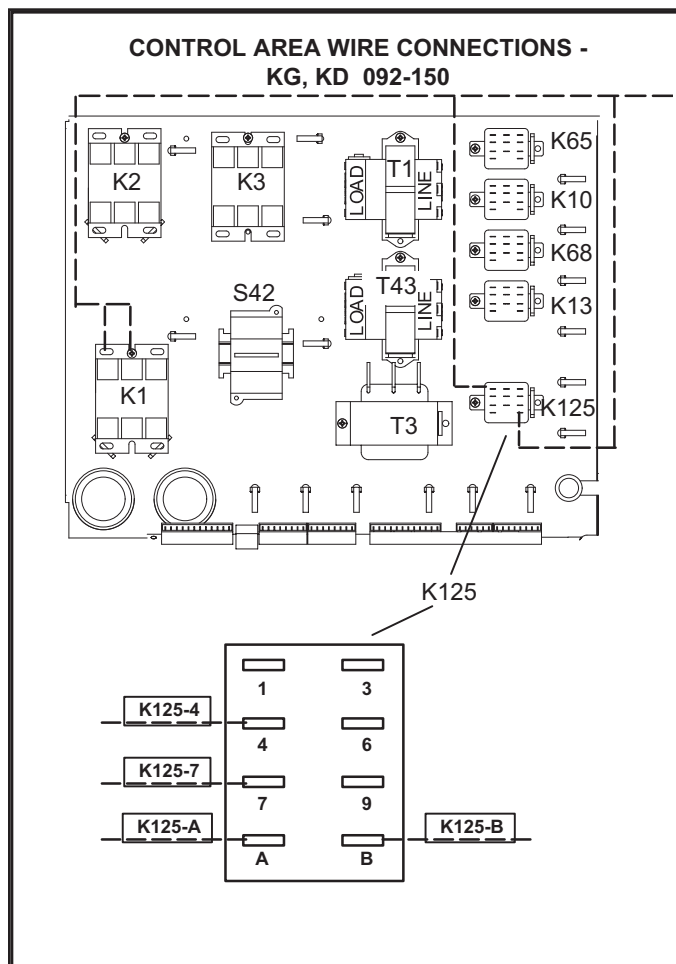 CONTROL AREA WIRE CONNECTIONS -
KG, KD 092-150
K2
K3
LOAD
T1
LINE
K65
K10
K68
K13
S42
LOAD
T43
LINE
K1
T3
K125
K125
1
3
K125-4
4
6
K125-7
7
9
K125-A
K125-B
A
B